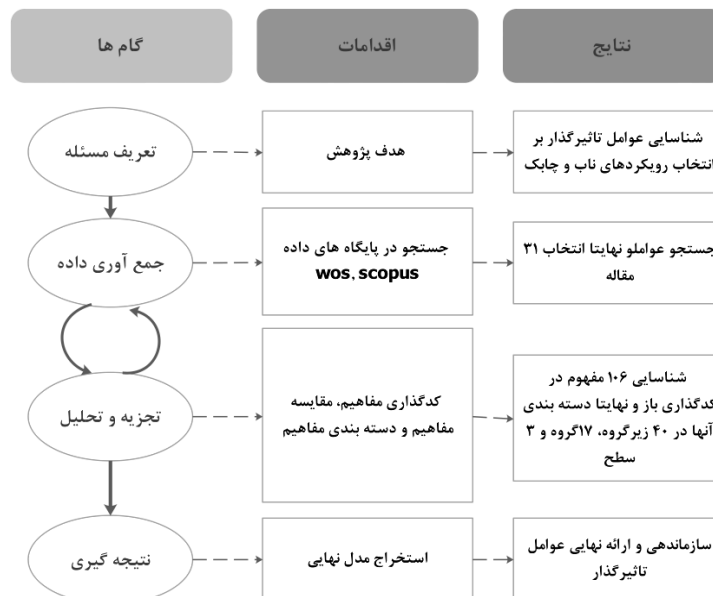 گام ها
اقدامات
نتایج
تعریف مسئله
هدف پژوهش
شناسایی عوامل تاثیرگذار بر
انتخاب رویکردهای ناب و چابک
جمع آوری داده
جستجو در پایگاه های داده
wos, scopus
جستجو عواملو نهایتا انتخاب ۳۱
مقاله
تجزیه و تحلیل
کدگذاری مفاهیم، مقایسه
مفاهیم و دسته بندی مفاهیم
شناسایی ۱۰۶ مفهوم در
کدگذاری باز و نهایتا دسته بندی
آنها در ۴۰ زیرگروه، ۱۷گروه و ۳
سطح
نتیجه گیری
استخراج مدل نهایی
سازماندهی و ارائه نهایی عوامل
تاثیرگذار